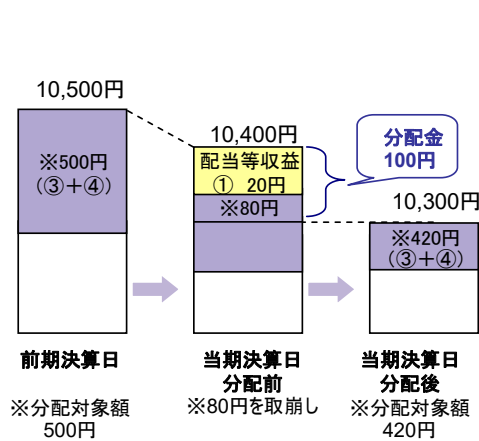 10,500円
※500円
(③+④)
10,400円
配当等収益
① 20円
※80円
分配金
100円
10,300円
※420円
(③+④)
前期決算日
※分配対象額
500円
当期決算日
分配前
※80円を取崩し
当期決算日
分配後
※分配対象額
420円